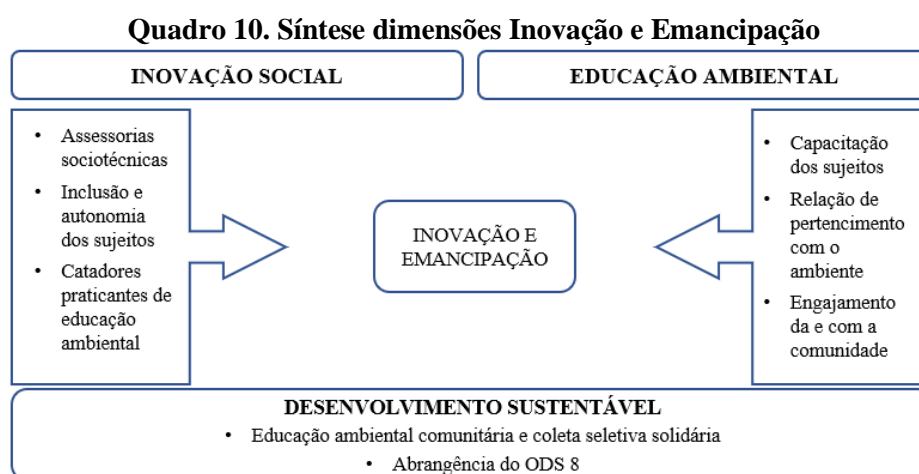 Quadro 10. Síntese dimensões Inovação e Emancipação
INOVAÇÃO SOCIAL
EDUCAÇÃO AMBIENTAL
• Assessorias
sociotécnicas
• Inclusão e
autonomia
dos sujeitos
• Catadores
praticantes de
educação
ambiental
INOVAÇÃO E
EMANCIPAÇÃO
• Capacitação
dos sujeitos
• Relação de
pertencimento
com o
ambiente
• Engajamento
da e com a
comunidade
DESENVOLVIMENTO SUSTENTÁVEL
• Educação ambiental comunitária e coleta seletiva solidária
• Abrangência do ODS 8